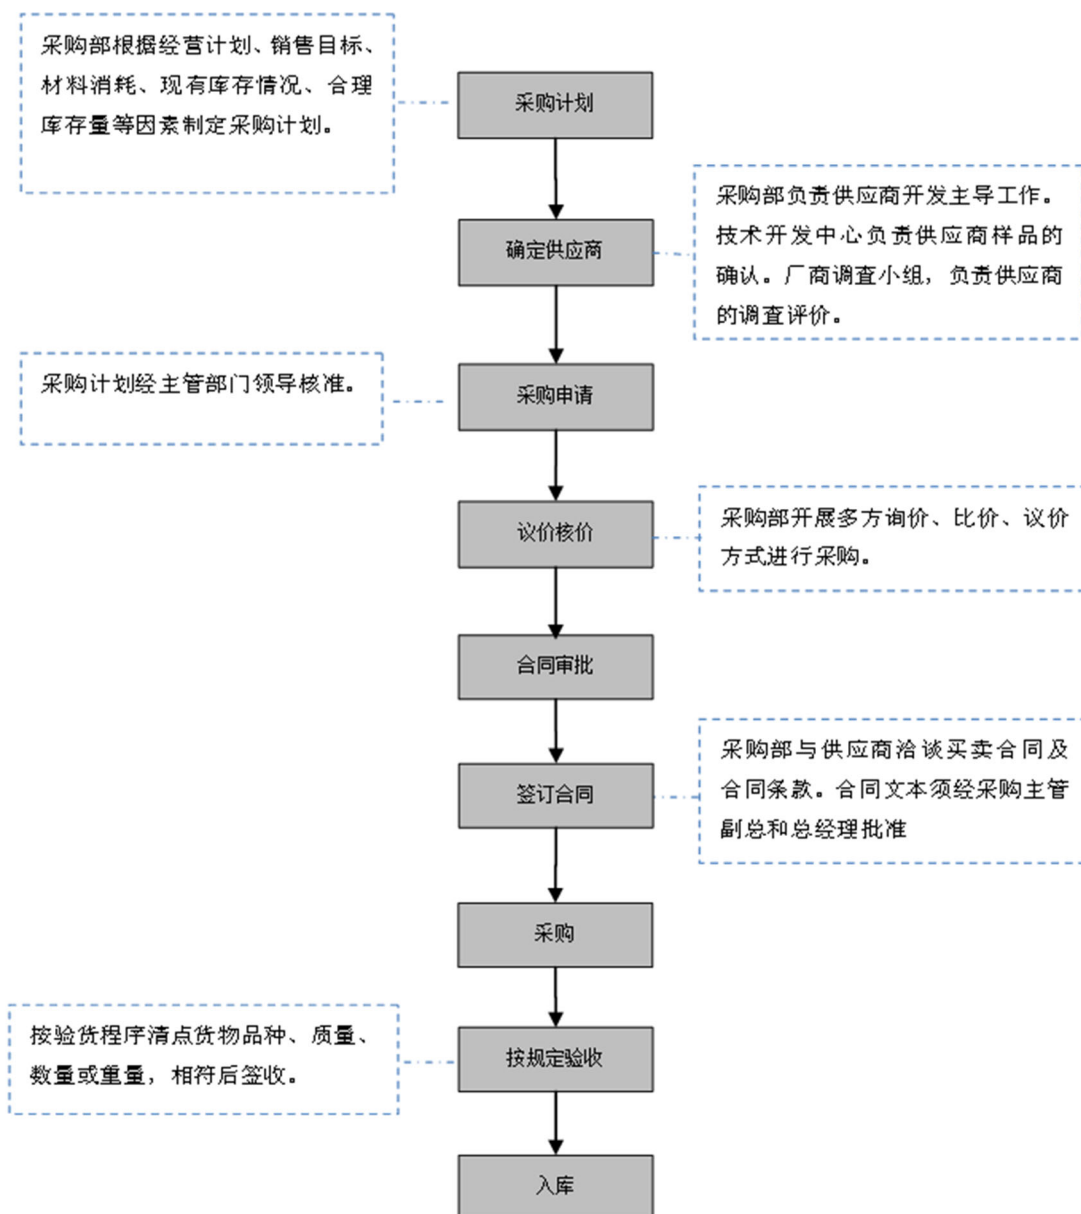 采购部根据经营计划、销售目标、
材料消耗、现有库存情况、合理
库存量等因素制定采购计划。
采购计划
采购部负责供应商开发主导工作。
技术开发中心负责供应商样品的
确认。厂商调查小组，负责供应商
的调查评价。
确定供应商
采购计划经主管部门领导核准。
采购申请
采购部开展多方询价、比价、议价
方式进行采购。
议价核价
合同审批
采购部与供应商洽谈买卖合同及
合同条款。合同文本须经采购主管
副总和总经理批准
签订合同
采购
按验货程序清点货物品种、质量、
数量或重量，相符后签收。
按规定验收
入库